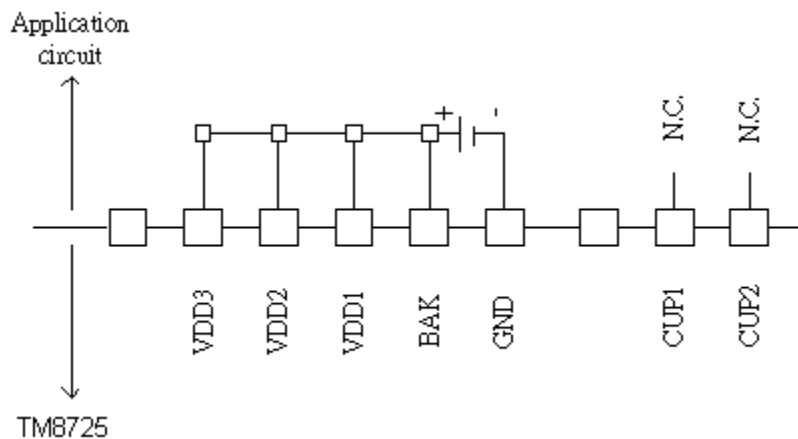 Application
circuit
+ -
N.C.
N.C.
VDD3
VDD2
VDD1
BAK
GND
CUP1
CUP2
TM8725